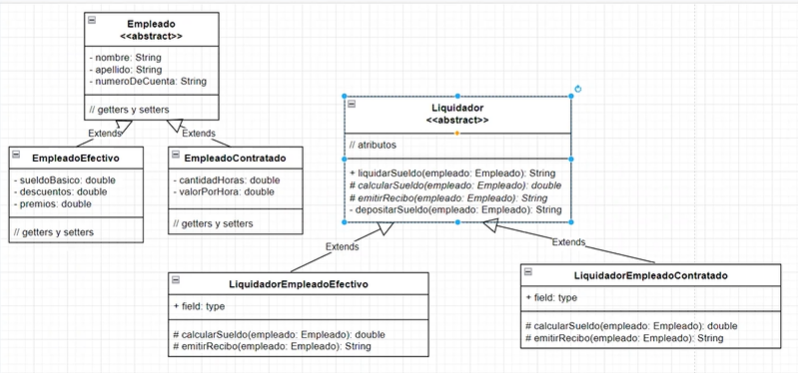 Empleado
<<abstract>>
- nombre: String
- apellido: String
- numeroDeCuenta: String
// getters y setters
Extends
Extends
EmpleadoEfectivo
- sueldoBasico: double
- descuentos: double
- premios: double
// getters y setters
EmpleadoContratado
- cantidadHoras: double
- valorPorHora: double
// getters y setters
Liquidador
<<abstract>>
// atributos
+ liquidarSueldo(empleado: Empleado): String
# calcularSueldo(empleado: Empleado): double
# emitirRecibo(empleado: Empleado): String
- depositarSueldo(empleado: Empleado): String
Extends
Extends
LiquidadorEmpleadoEfectivo
+ field: type
# calcularSueldo(empleado: Empleado): double
# emitirRecibo(empleado: Empleado): String
LiquidadorEmpleadoContratado
+ field: type
# calcularSueldo(empleado: Empleado): double
# emitirRecibo(empleado: Empleado): String